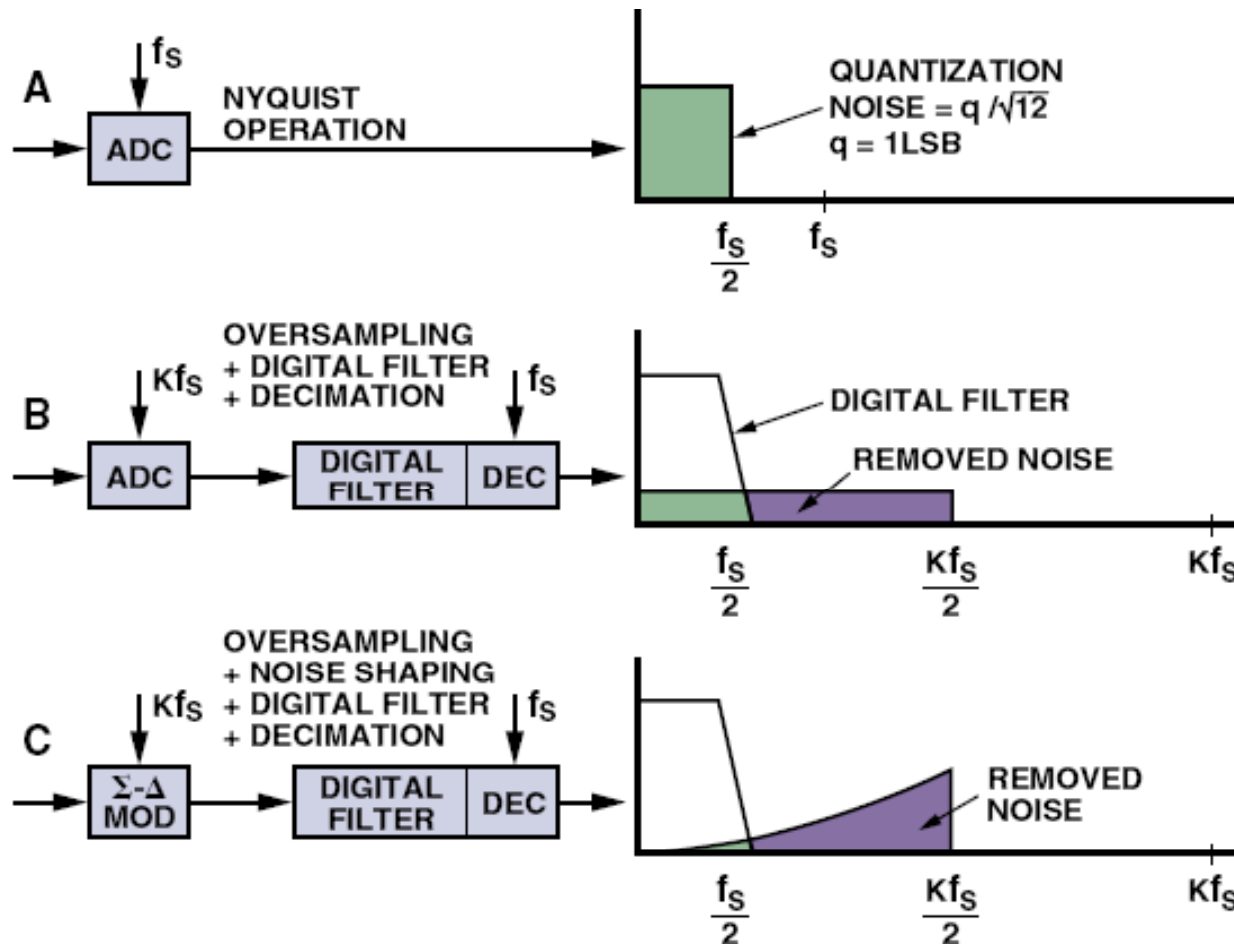 A
fS
ADC
NYQUIST
OPERATION
QUANTIZATION
NOISE = q /√12
q = 1LSB
fS
2
fS
B
KfS
OVERSAMPLING
+ DIGITAL FILTER
+ DECIMATION
fS
ADC
DIGITAL
FILTER
DEC
DIGITAL FILTER
REMOVED NOISE
fS
2
KfS
2
KfS
C
KfS
OVERSAMPLING
+ NOISE SHAPING
+ DIGITAL FILTER
+ DECIMATION
fS
Σ-Δ
MOD
DIGITAL
FILTER
DEC
REMOVED
NOISE
fS
2
KfS
2
KfS